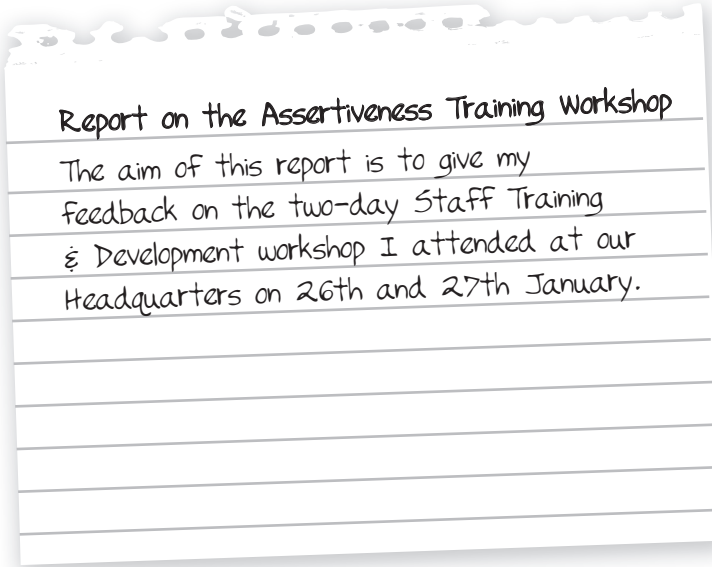 Report on the Assertiveness Training Workshop
The aim of this report is to give my
feedback on the two-day Staff Training
& Development workshop I attended at our
Headquarters on 26th and 27th January.